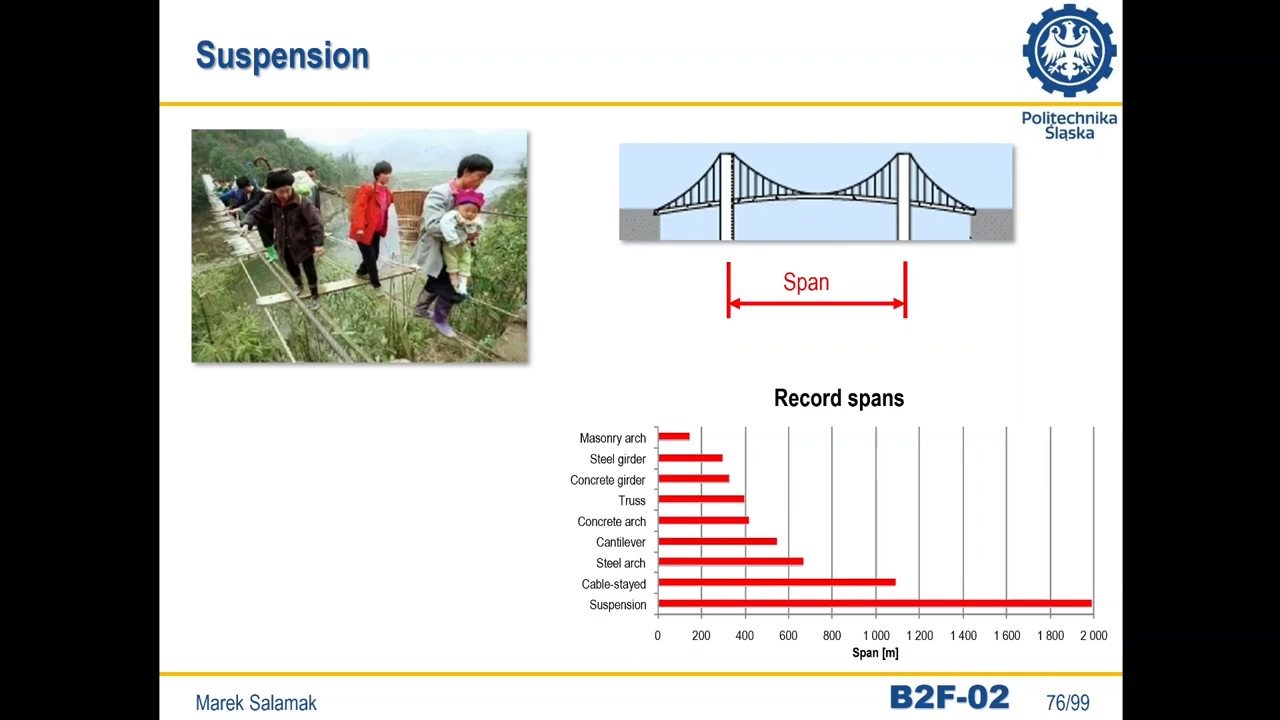 Suspension
Politechnika
Śląska
Span
Record spans
Masonry arch
Steel girder
Concrete girder
Truss
Concrete arch
Cantilever
Steel arch
Cable-stayed
Suspension
0 200 400 600 800 1 000 1 200 1 400 1 600 1 800 2 000
Span [m]
Marek Salamak
B2F-02
76/99